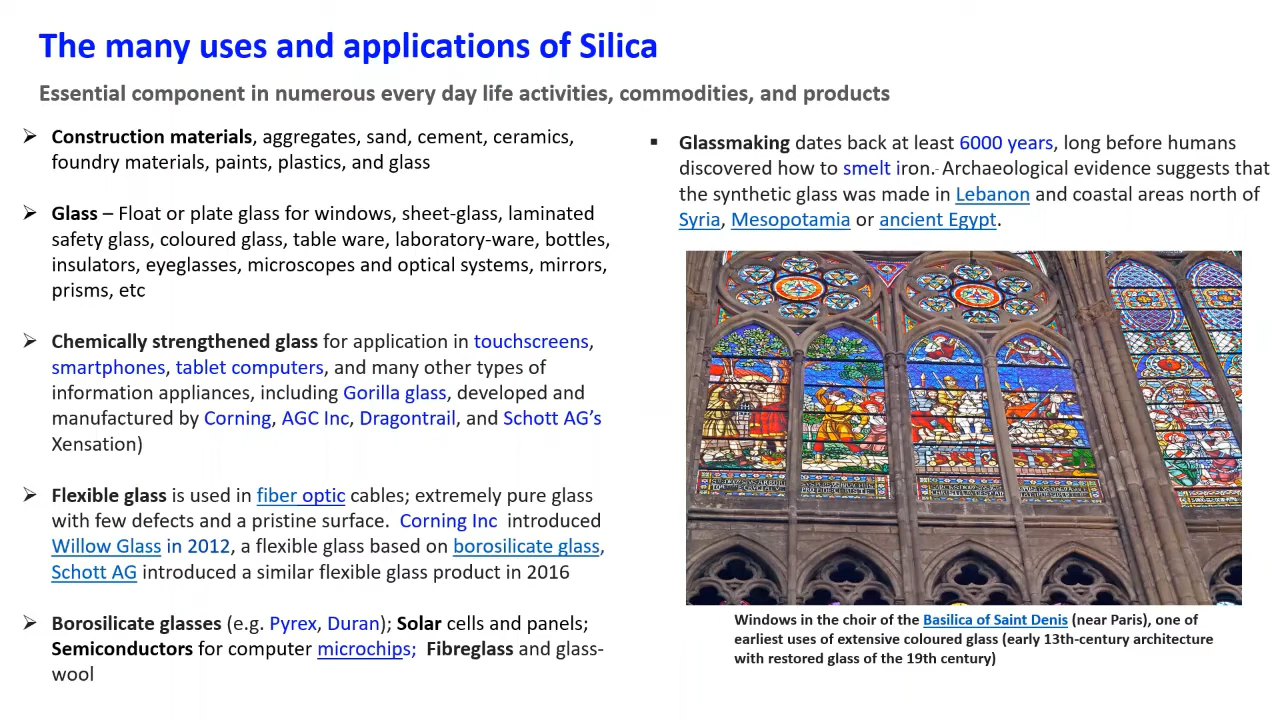 The many uses and applications of Silica
Essential component in numerous every day life activities, commodities, and products
➢ Construction materials, aggregates, sand, cement, ceramics,
foundry materials, paints, plastics, and glass
➢ Glass – Float or plate glass for windows, sheet-glass, laminated
safety glass, coloured glass, table ware, laboratory-ware, bottles,
insulators, eyeglasses, microscopes and optical systems, mirrors,
prisms, etc
➢ Chemically strengthened glass for application in touchscreens,
smartphones, tablet computers, and many other types of
information appliances, including Gorilla glass, developed and
manufactured by Corning, AGC Inc, Dragontrail, and Schott AG’s
Xensation)
➢ Flexible glass is used in fiber optic cables; extremely pure glass
with few defects and a pristine surface. Corning Inc introduced
Willow Glass in 2012, a flexible glass based on borosilicate glass,
Schott AG introduced a similar flexible glass product in 2016
➢ Borosilicate glasses (e.g. Pyrex, Duran); Solar cells and panels;
Semiconductors for computer microchips; Fibreglass and glass-
wool
▪ Glassmaking dates back at least 6000 years, long before humans
discovered how to smelt iron. Archaeological evidence suggests that
the synthetic glass was made in Lebanon and coastal areas north of
Syria, Mesopotamia or ancient Egypt.
Windows in the choir of the Basilica of Saint Denis (near Paris), one of
earliest uses of extensive coloured glass (early 13th-century architecture
with restored glass of the 19th century)